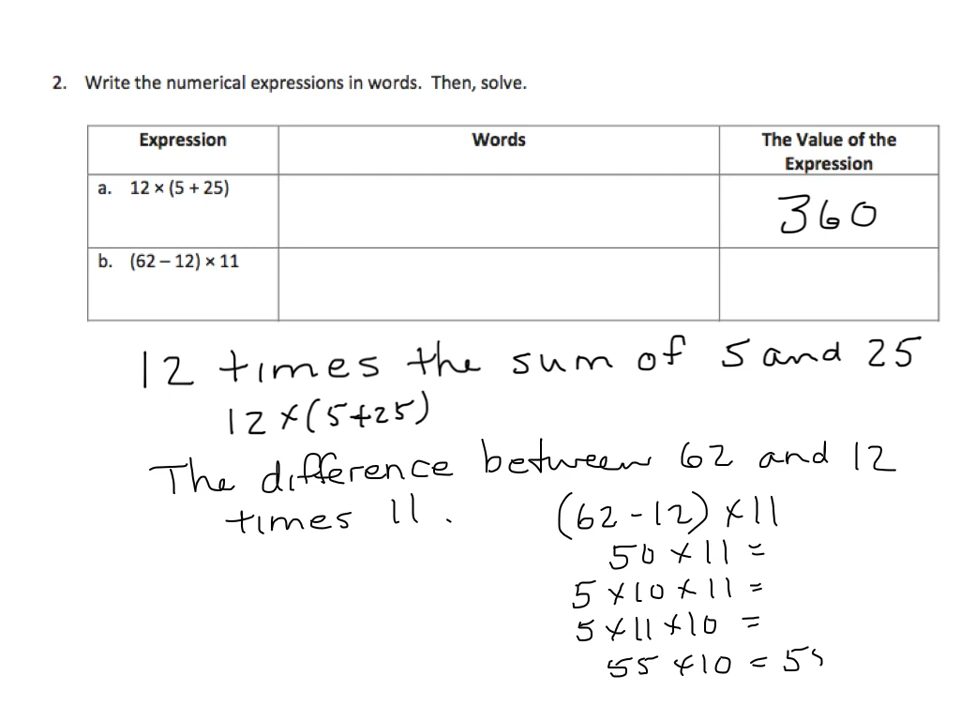 2. Write the numerical expressions in words. Then, solve.
Expression Words The Value of the Expression
a. 12 × (5 + 25) 360
b. (62 – 12) × 11
12 times the sum of 5 and 25
12 × (5+25)
The difference between 62 and 12
times 11. (62-12) × 11
50 × 11 =
5 × 10 × 11 =
5 × 11 × 10 =
55 × 10 = 55